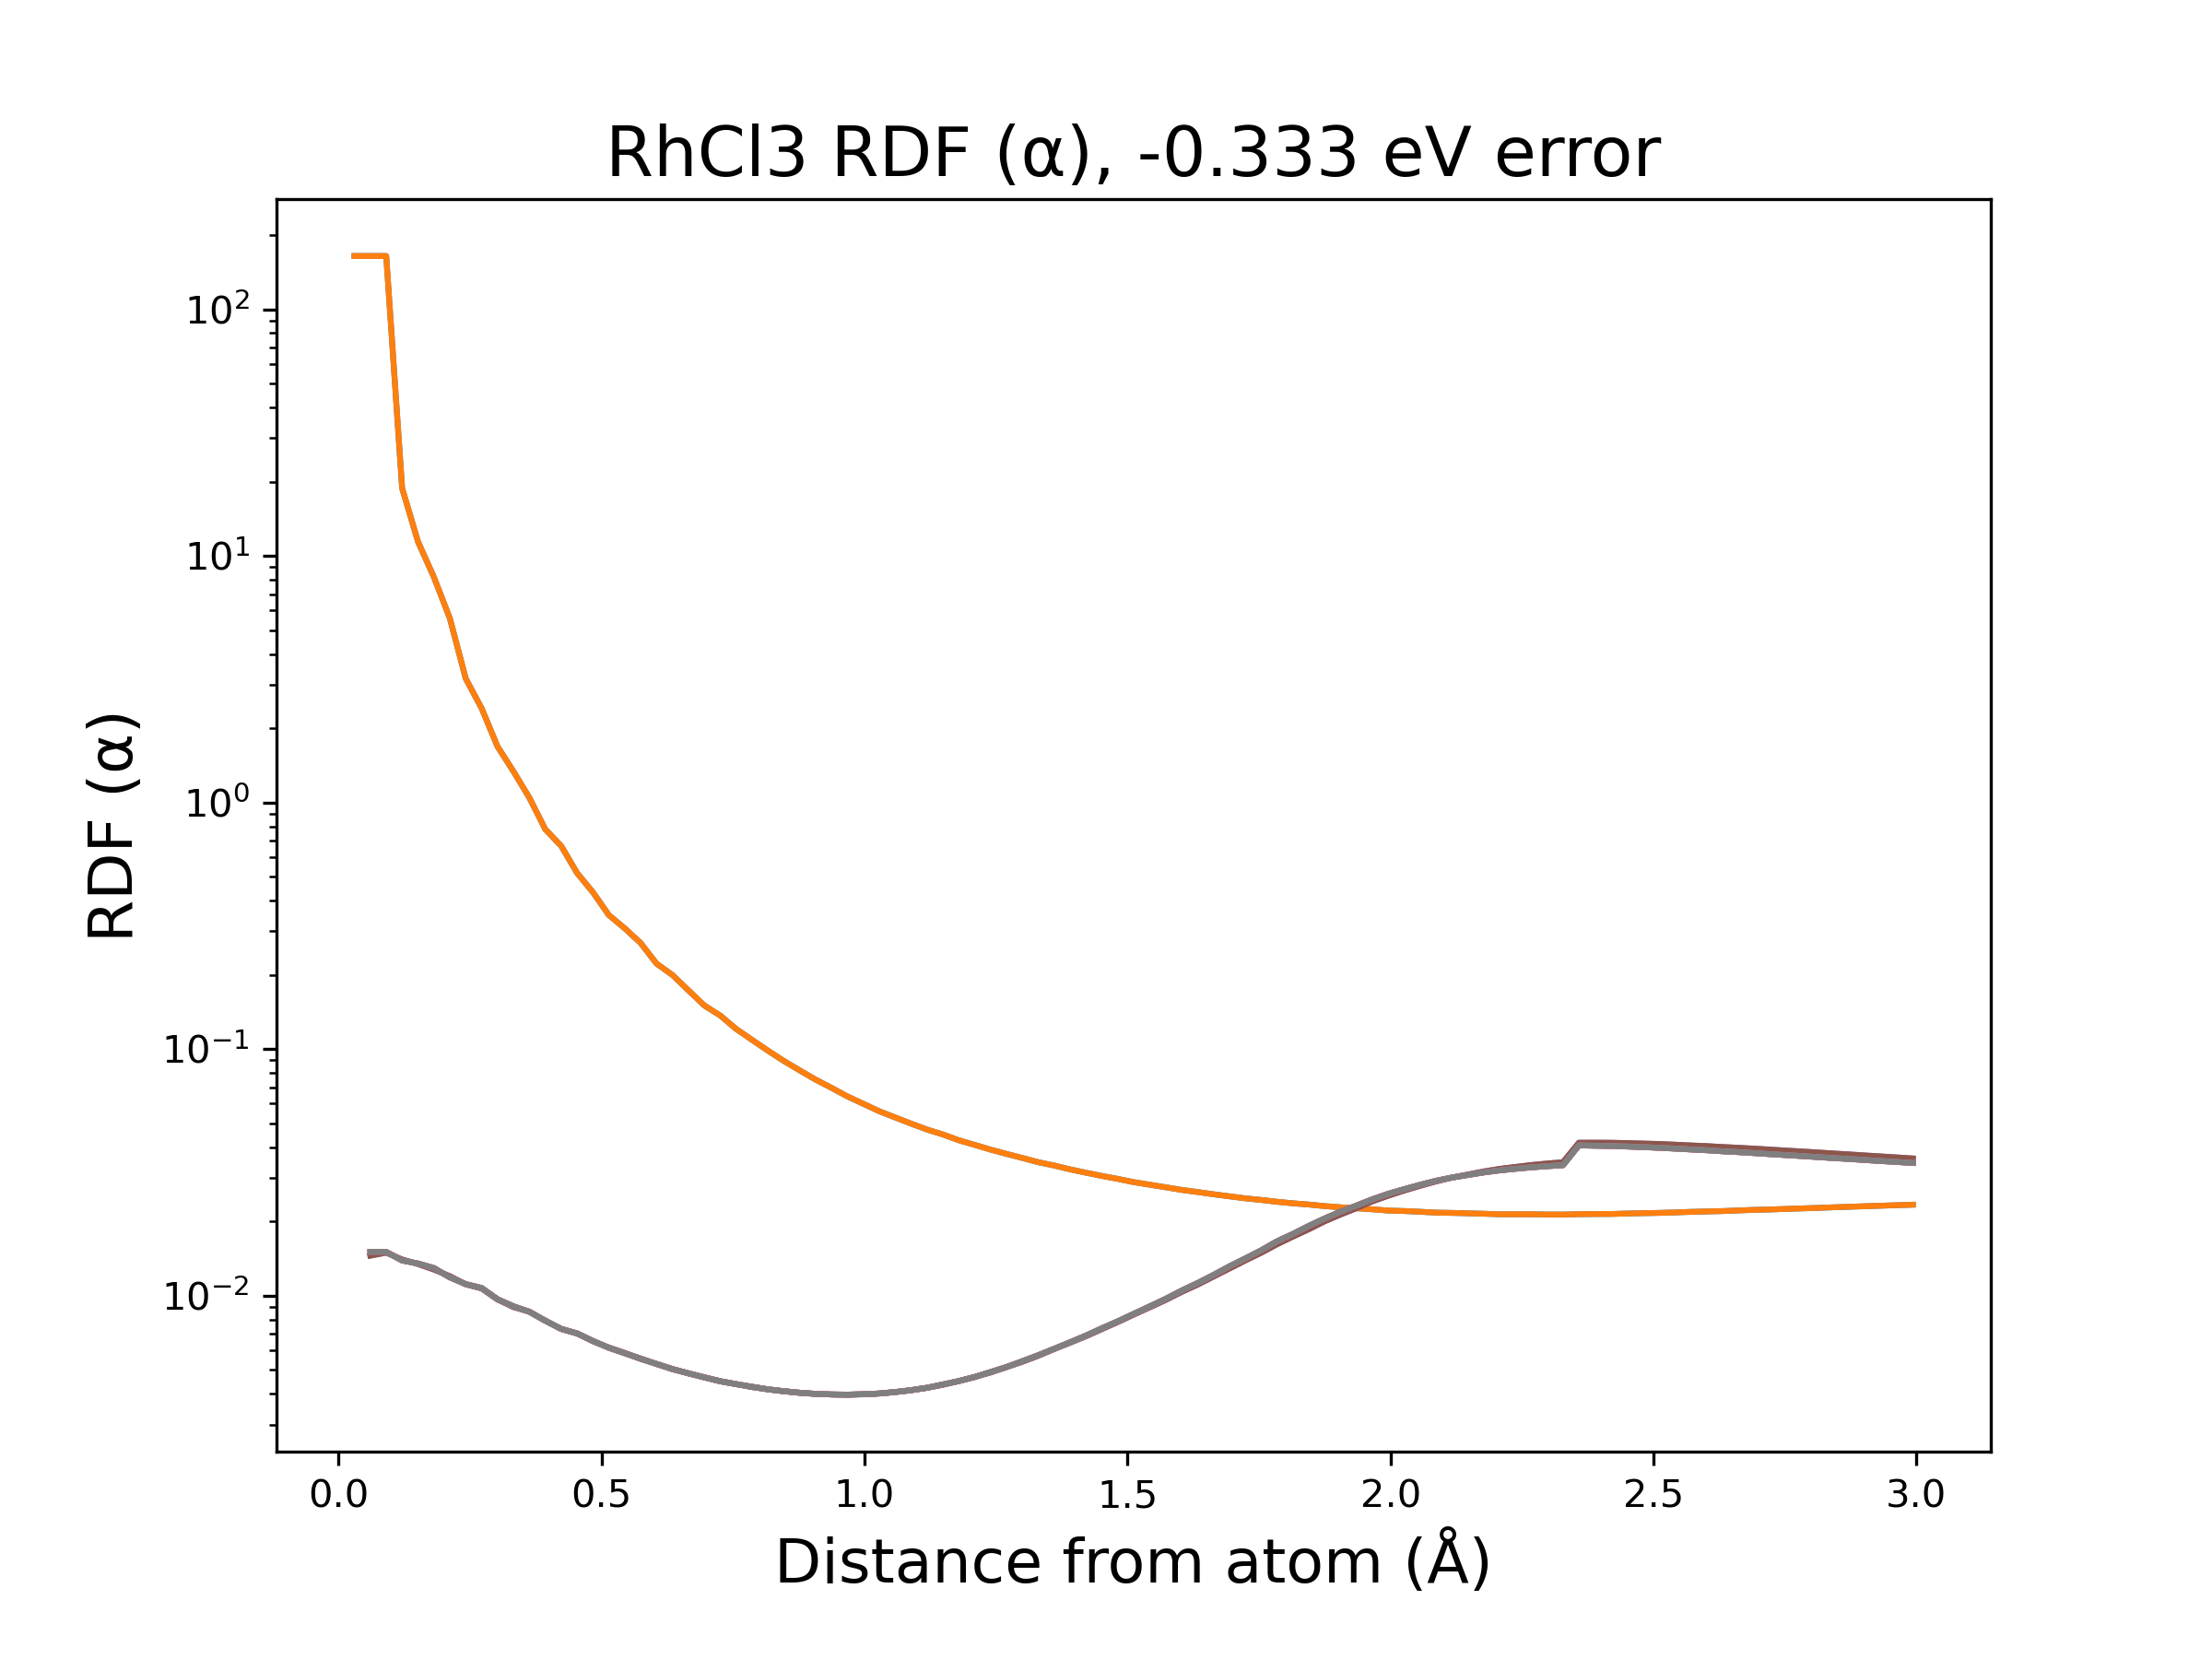 RhCl3 RDF (α), -0.333 eV error
RDF (α)
10²
10¹
10⁰
10⁻¹
10⁻²
0.0 0.5 1.0 1.5 2.0 2.5 3.0
Distance from atom (Å)